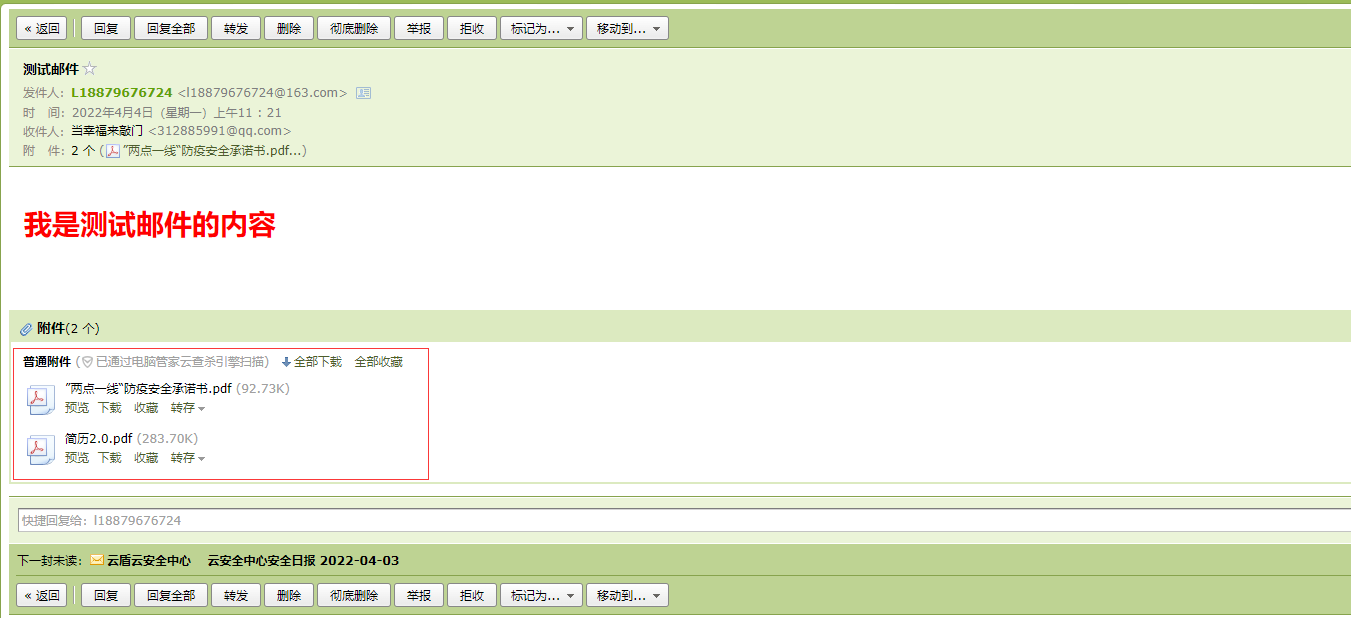 « 返回 回复 回复全部 转发 删除 彻底删除 举报 拒收 标记为... 移动到...
测试邮件
发件人: L18879676724 <l18879676724@163.com>
时 间: 2022年4月4日 (星期一) 上午11:21
收件人: 当幸福来敲门 <312885991@qq.com>
附 件: 2 个 ("两点一线"防疫安全承诺书.pdf...)
我是测试邮件的内容
附件(2 个)
普通附件 (已通过电脑管家云查杀引擎扫描) 全部下载 全部收藏
"两点一线"防疫安全承诺书.pdf (92.73K)
预览 下载 收藏 转存
简历2.0.pdf (283.70K)
预览 下载 收藏 转存
快捷回复给: l18879676724
下一封未读: 云盾云安全中心 云安全中心安全日报 2022-04-03
« 返回 回复 回复全部 转发 删除 彻底删除 举报 拒收 标记为... 移动到...